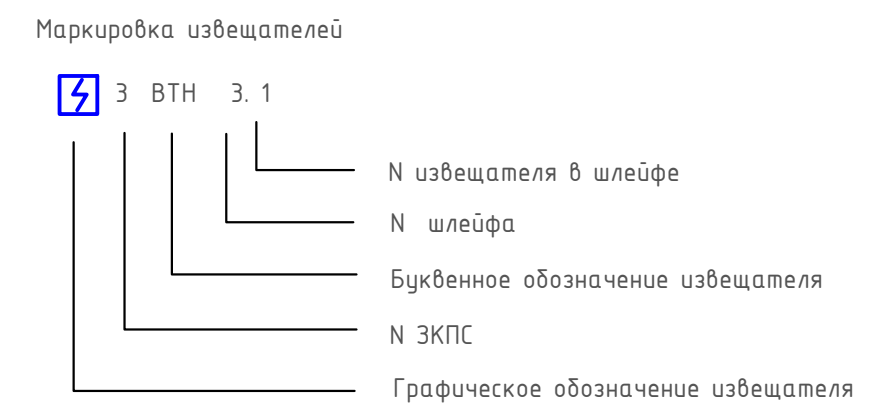 Маркировка извещателей
3 ВТН 3. 1
N извещателя в шлейфе
N шлейфа
Буквенное обозначение извещателя
N ЗКПС
Графическое обозначение извещателя